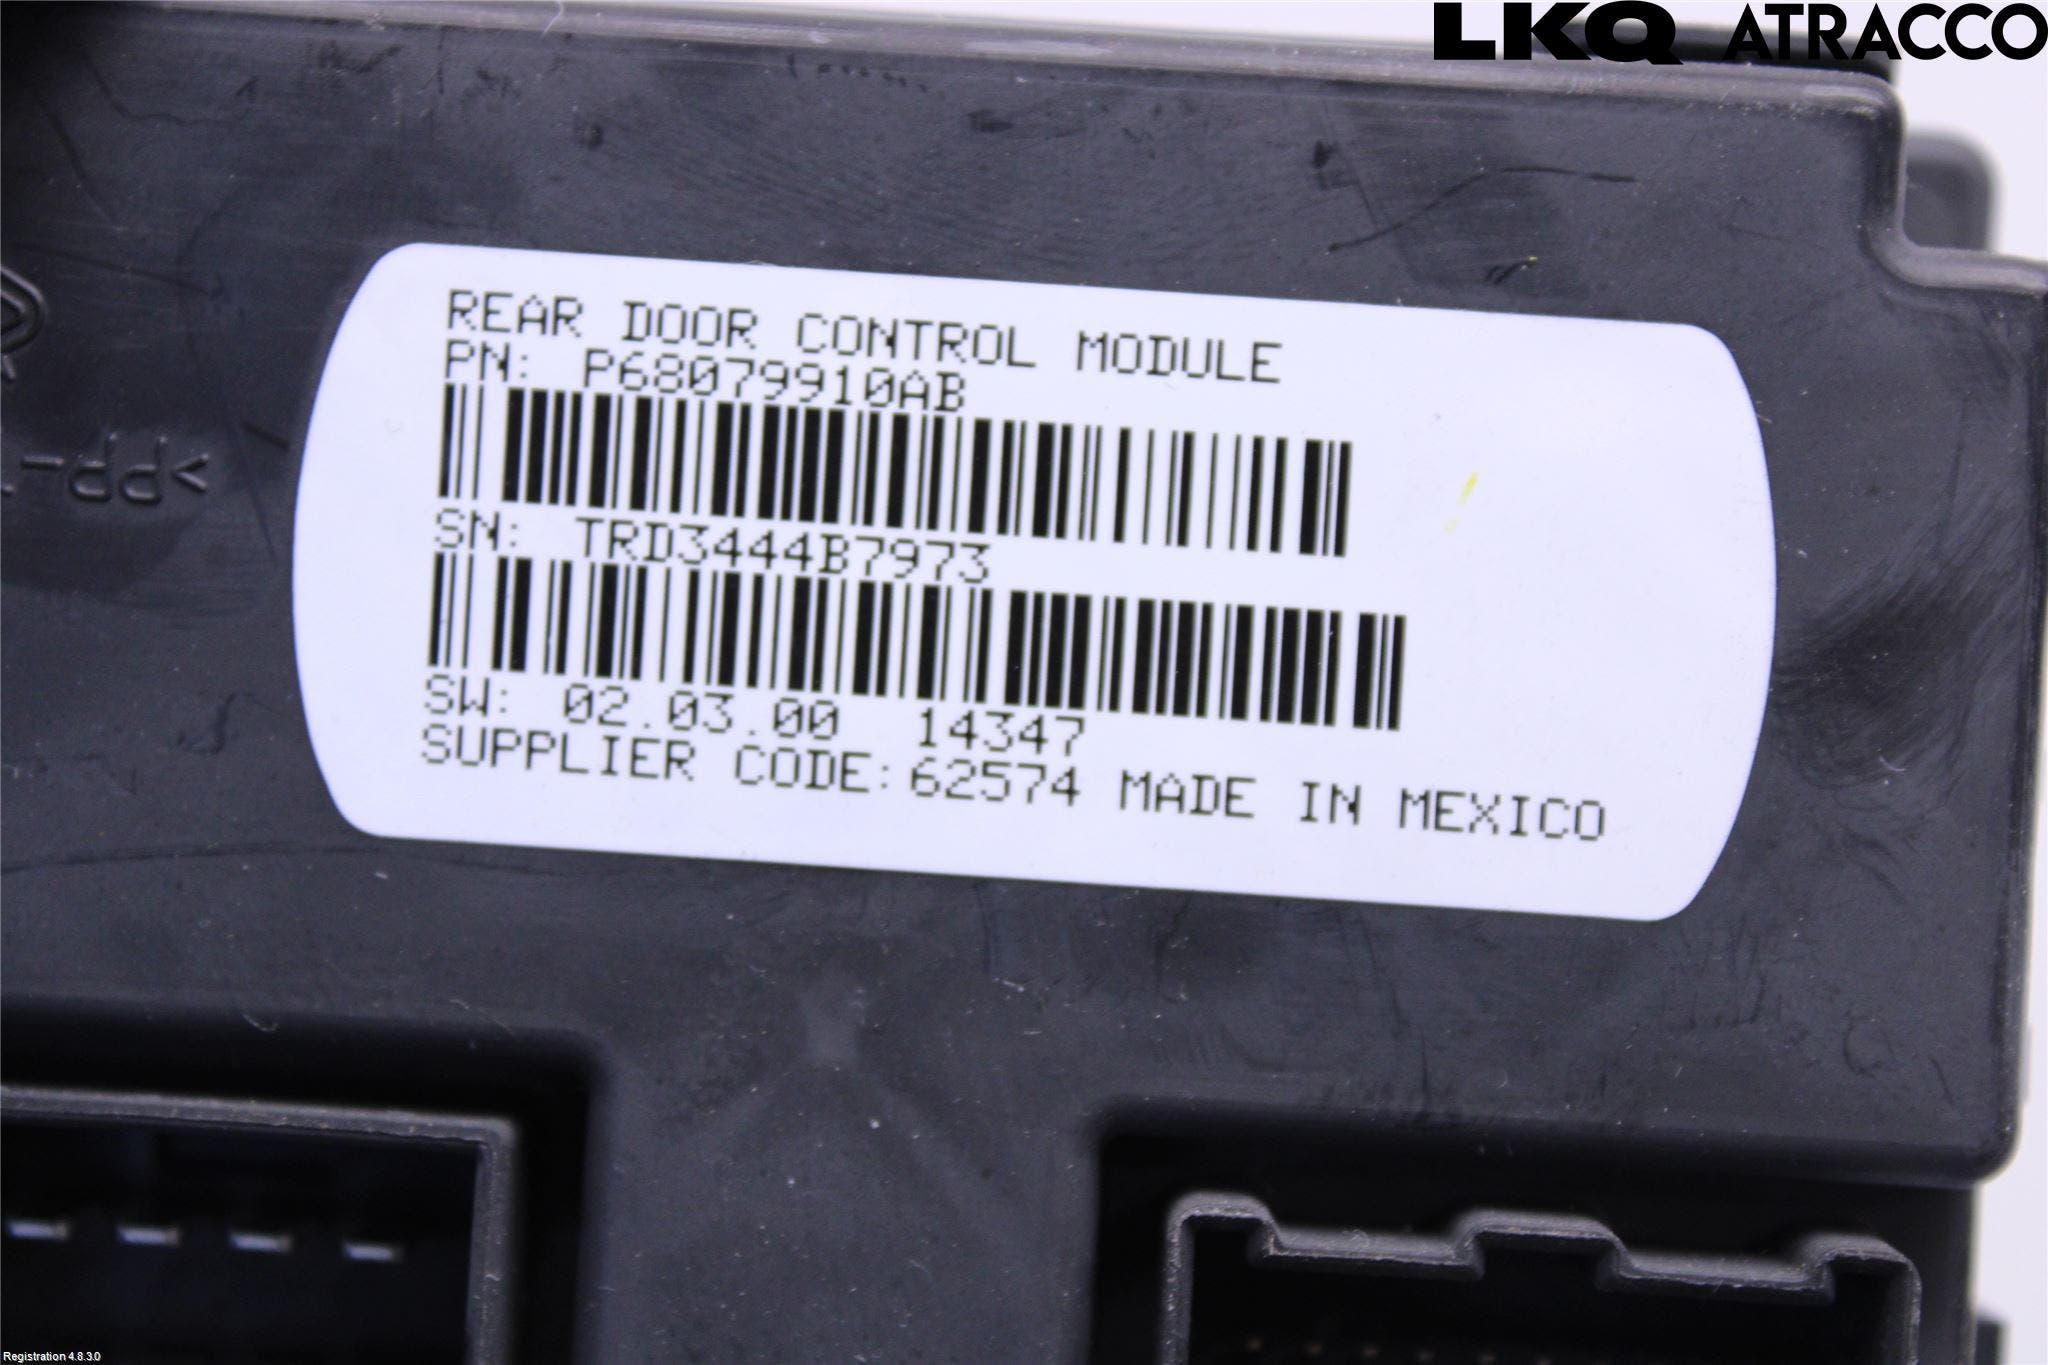 LKQ ATRACCO
REAR DOOR CONTROL MODULE
PN: P68079910AB
SN: TRD3444B7973
SW: 02.03.00 14347
SUPPLIER CODE: 62574 MADE IN MEXICO
>PP-
Registration 4.8.3.0